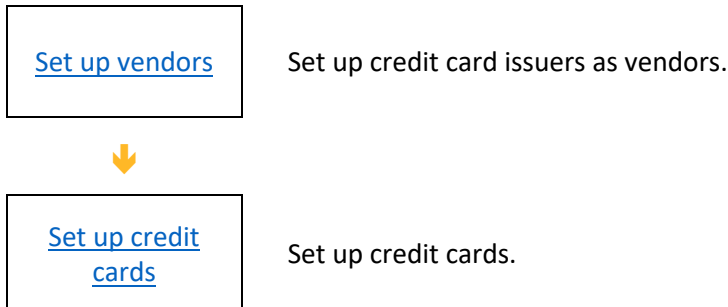 Set up vendors
Set up credit card issuers as vendors.
Set up credit
cards
Set up credit cards.